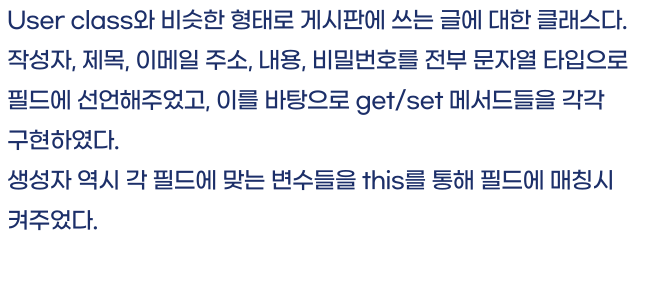 User class와 비슷한 형태로 게시판에 쓰는 글에 대한 클래스다.
작성자, 제목, 이메일 주소, 내용, 비밀번호를 전부 문자열 타입으로
필드에 선언해주었고, 이를 바탕으로 get/set 메서드들을 각각
구현하였다.
생성자 역시 각 필드에 맞는 변수들을 this를 통해 필드에 매칭시
켜주었다.